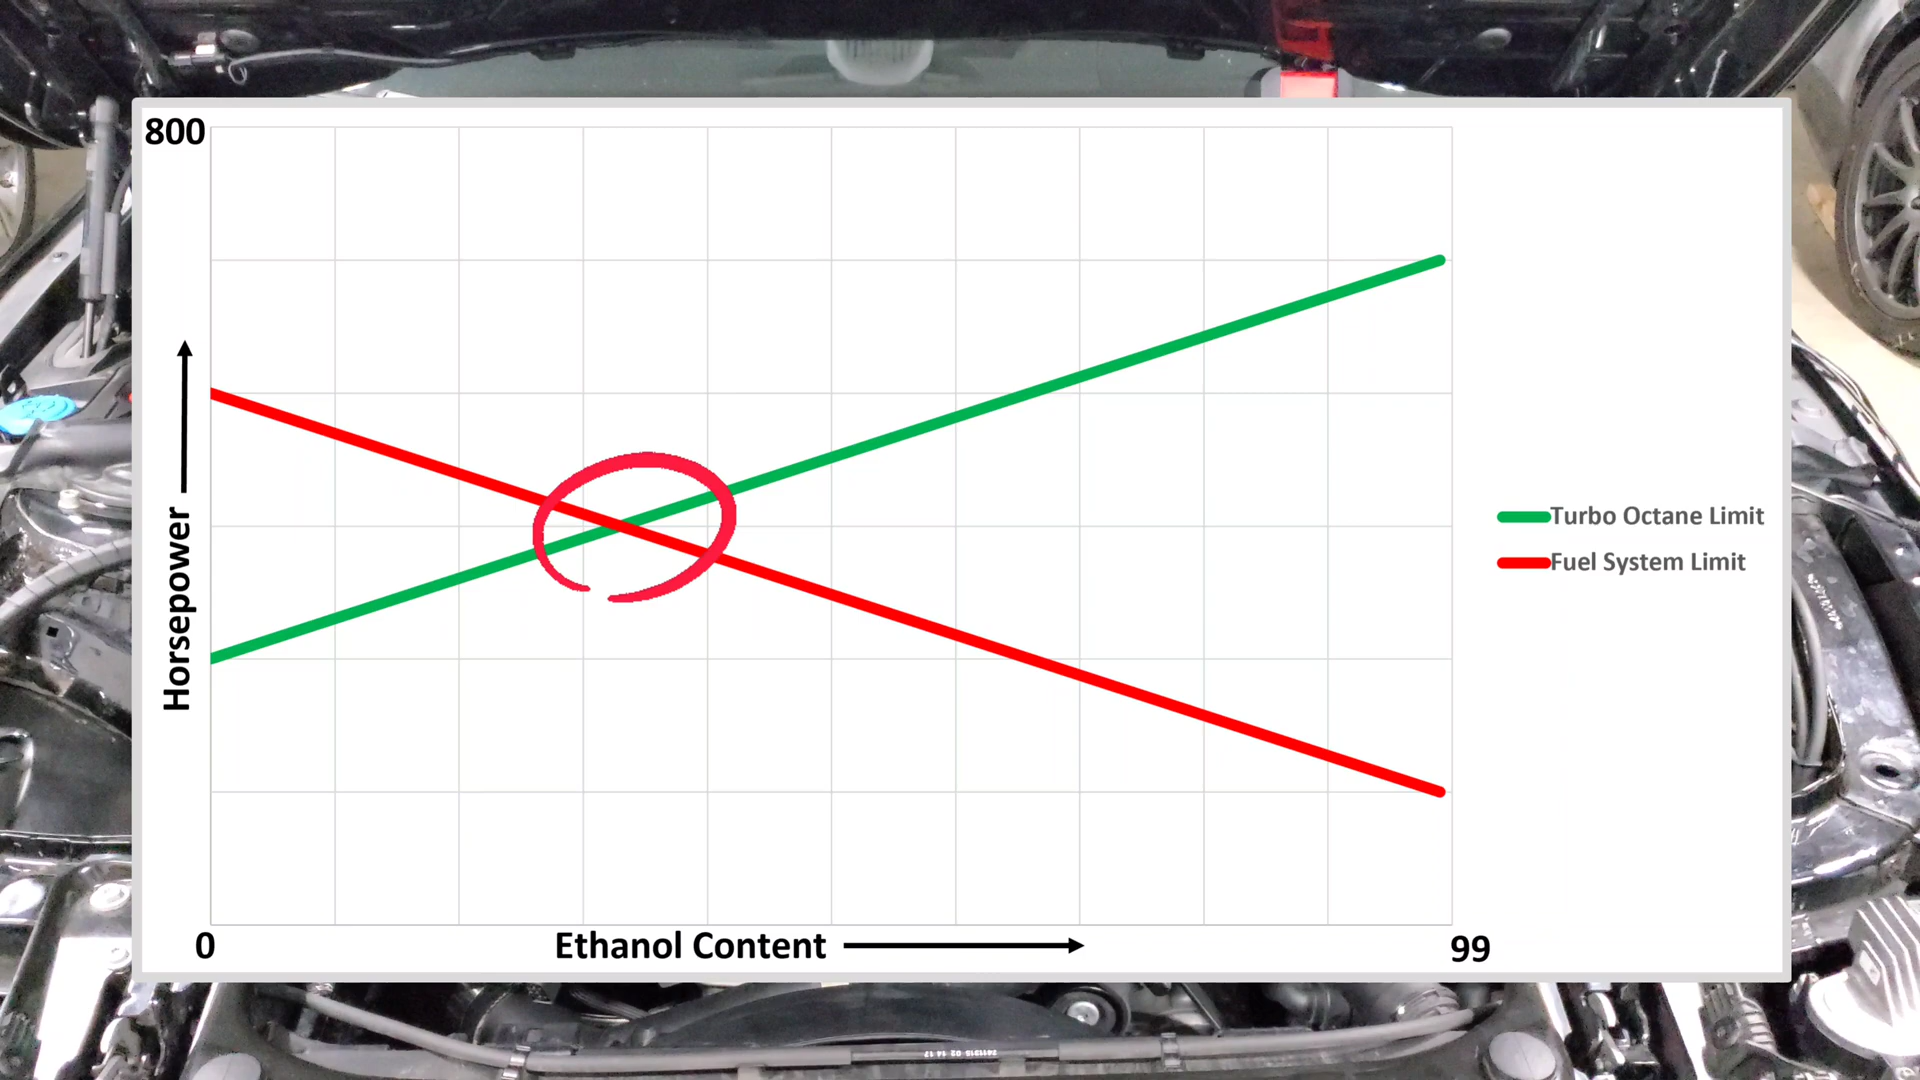 800
Horsepower
Turbo Octane Limit
Fuel System Limit
0
Ethanol Content
99